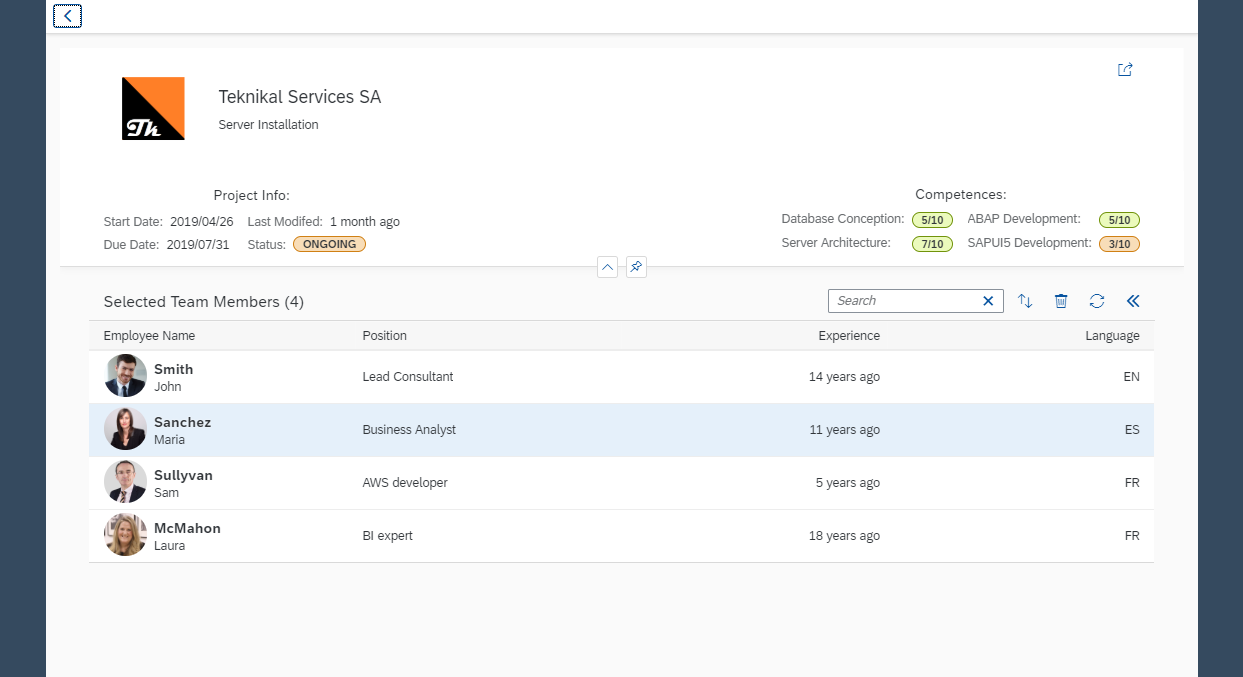 Th
Teknikal Services SA
Server Installation
Project Info:
Start Date: 2019/04/26 Last Modifed: 1 month ago
Due Date: 2019/07/31 Status: ONGOING
Competences:
Database Conception: 5/10 ABAP Development: 5/10
Server Architecture: 7/10 SAPUI5 Development: 3/10
Selected Team Members (4)
Search
Employee Name Position Experience Language
Smith
John
Lead Consultant 14 years ago EN
Sanchez
Maria
Business Analyst 11 years ago ES
Sullyvan
Sam
AWS developer 5 years ago FR
McMahon
Laura
BI expert 18 years ago FR